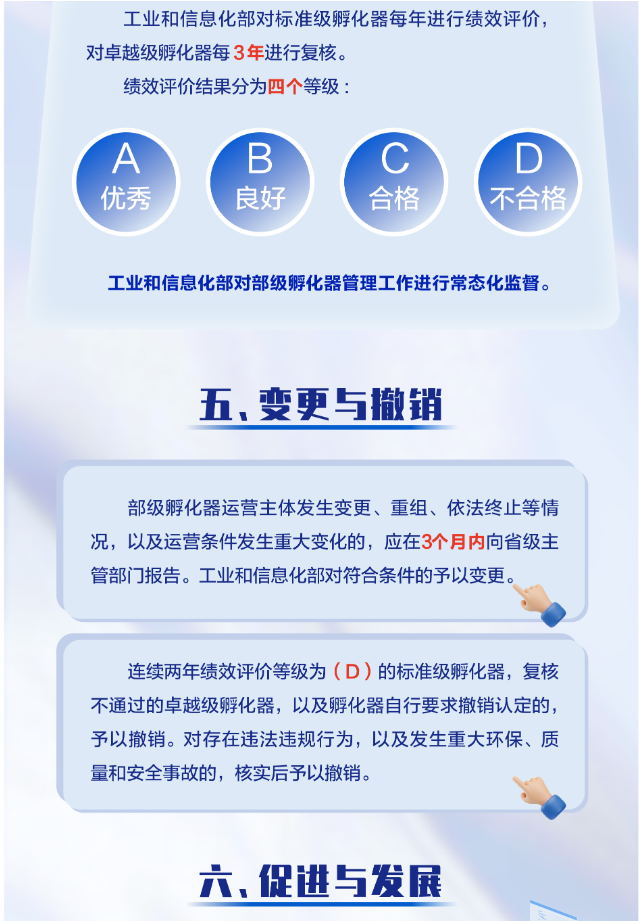 工业和信息化部对标准级孵化器每年进行绩效评价，
对卓越级孵化器每3年进行复核。
绩效评价结果分为四个等级：
A B C D
优秀 良好 合格 不合格
工业和信息化部对部级孵化器管理工作进行常态化监督。
五、变更与撤销
部级孵化器运营主体发生变更、重组、依法终止等情
况，以及运营条件发生重大变化的，应在3个月内向省级主
管部门报告。工业和信息化部对符合条件的予以变更。
连续两年绩效评价等级为（D）的标准级孵化器，复核
不通过的卓越级孵化器，以及孵化器自行要求撤销认定的，
予以撤销。对存在违法违规行为，以及发生重大环保、质
量和安全事故的，核实后予以撤销。
六、促进与发展